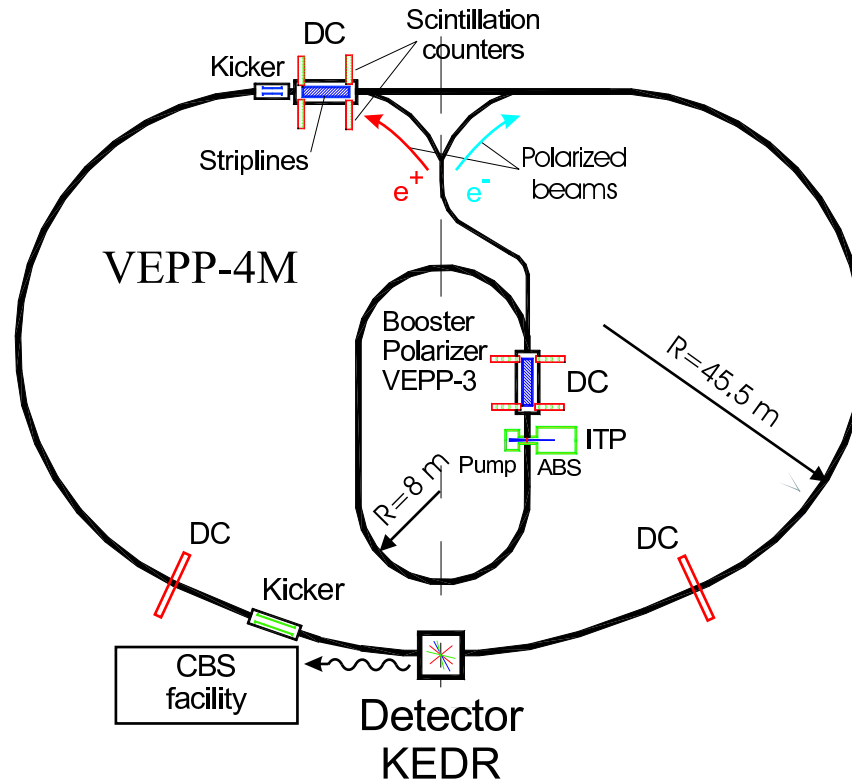 DC
Scintillation
counters
Kicker
Striplines
e+
e-
Polarized
beams
VEPP-4M
Booster
Polarizer
VEPP-3
DC
R=45,5 m
ITP
Pump
ABS
R=8 m
DC
DC
Kicker
CBS
facility
Detector
KEDR